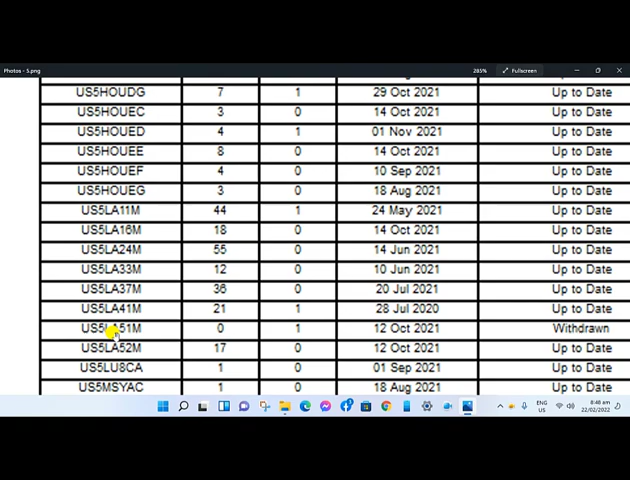 Photos - 5.png 285% Fullscreen
US5HOUDG 7 1 29 Oct 2021 Up to Date
US5HOUEC 3 0 14 Oct 2021 Up to Date
US5HOUED 4 1 01 Nov 2021 Up to Date
US5HOUEE 8 0 14 Oct 2021 Up to Date
US5HOUEF 4 0 10 Sep 2021 Up to Date
US5HOUEG 3 0 18 Aug 2021 Up to Date
US5LA11M 44 1 24 May 2021 Up to Date
US5LA16M 18 0 14 Oct 2021 Up to Date
US5LA24M 55 0 14 Jun 2021 Up to Date
US5LA33M 12 0 10 Jun 2021 Up to Date
US5LA37M 36 0 20 Jul 2021 Up to Date
US5LA41M 21 1 28 Jul 2020 Up to Date
US5LA51M 0 1 12 Oct 2021 Withdrawn
US5LA52M 17 0 12 Oct 2021 Up to Date
US5LU8CA 1 0 01 Sep 2021 Up to Date
US5MSYAC 1 0 18 Aug 2021 Up to Date
ENG 8:48 am
US 22/02/2022